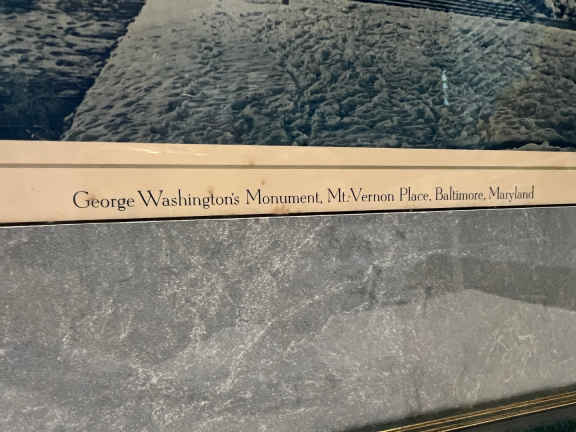 George Washington's Monument, Mt. Vernon Place, Baltimore, Maryland